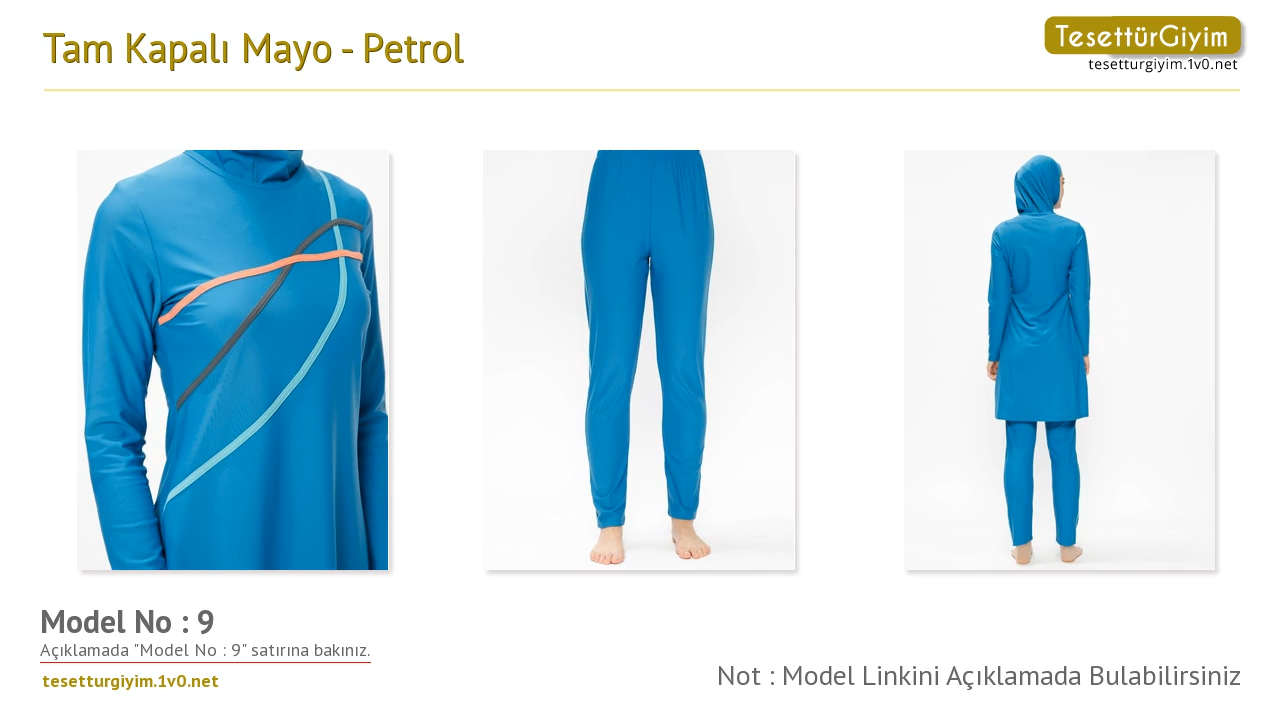 Tam Kapalı Mayo - Petrol
TesettürGiyim
tesetturgiyim.1v0.net
Model No : 9
Açıklamada "Model No : 9" satırına bakınız.
tesetturgiyim.1v0.net
Not : Model Linkini Açıklamada Bulabilirsiniz